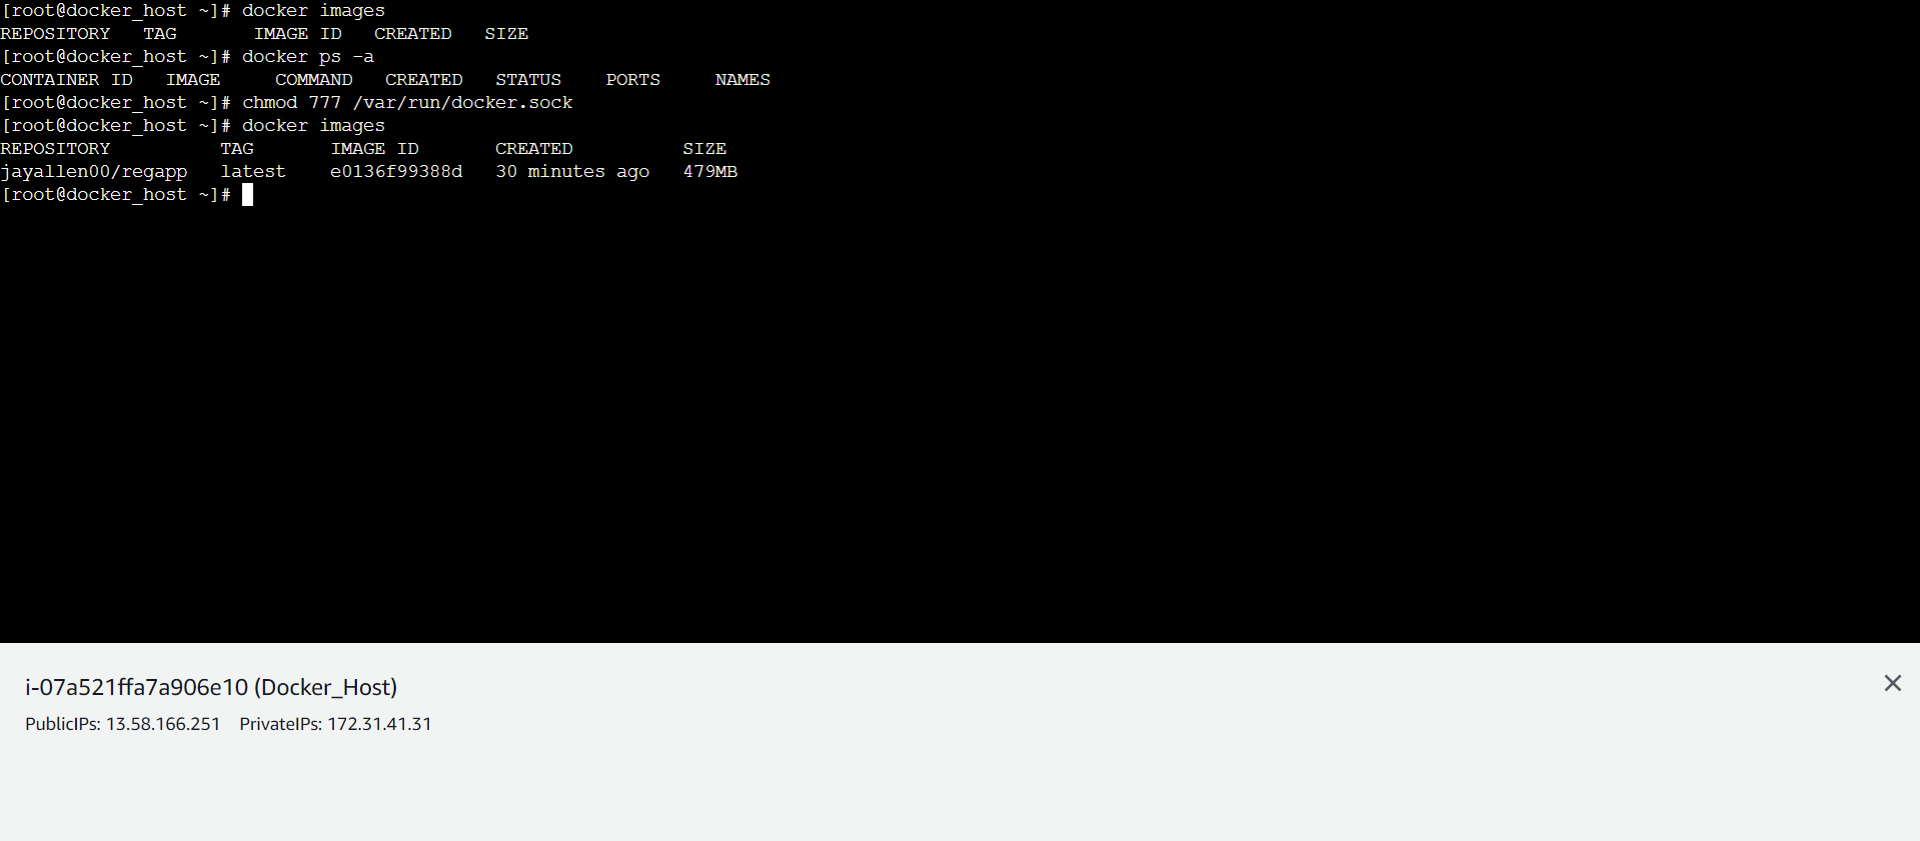 [root@docker_host ~]# docker images
REPOSITORY   TAG       IMAGE ID   CREATED   SIZE
[root@docker_host ~]# docker ps -a
CONTAINER ID   IMAGE     COMMAND   CREATED   STATUS    PORTS     NAMES
[root@docker_host ~]# chmod 777 /var/run/docker.sock
[root@docker_host ~]# docker images
REPOSITORY          TAG       IMAGE ID       CREATED          SIZE
jayallen00/regapp   latest    e0136f99388d   30 minutes ago   479MB
[root@docker_host ~]#
i-07a521ffa7a906e10 (Docker_Host)
PublicIPs: 13.58.166.251    PrivateIPs: 172.31.41.31